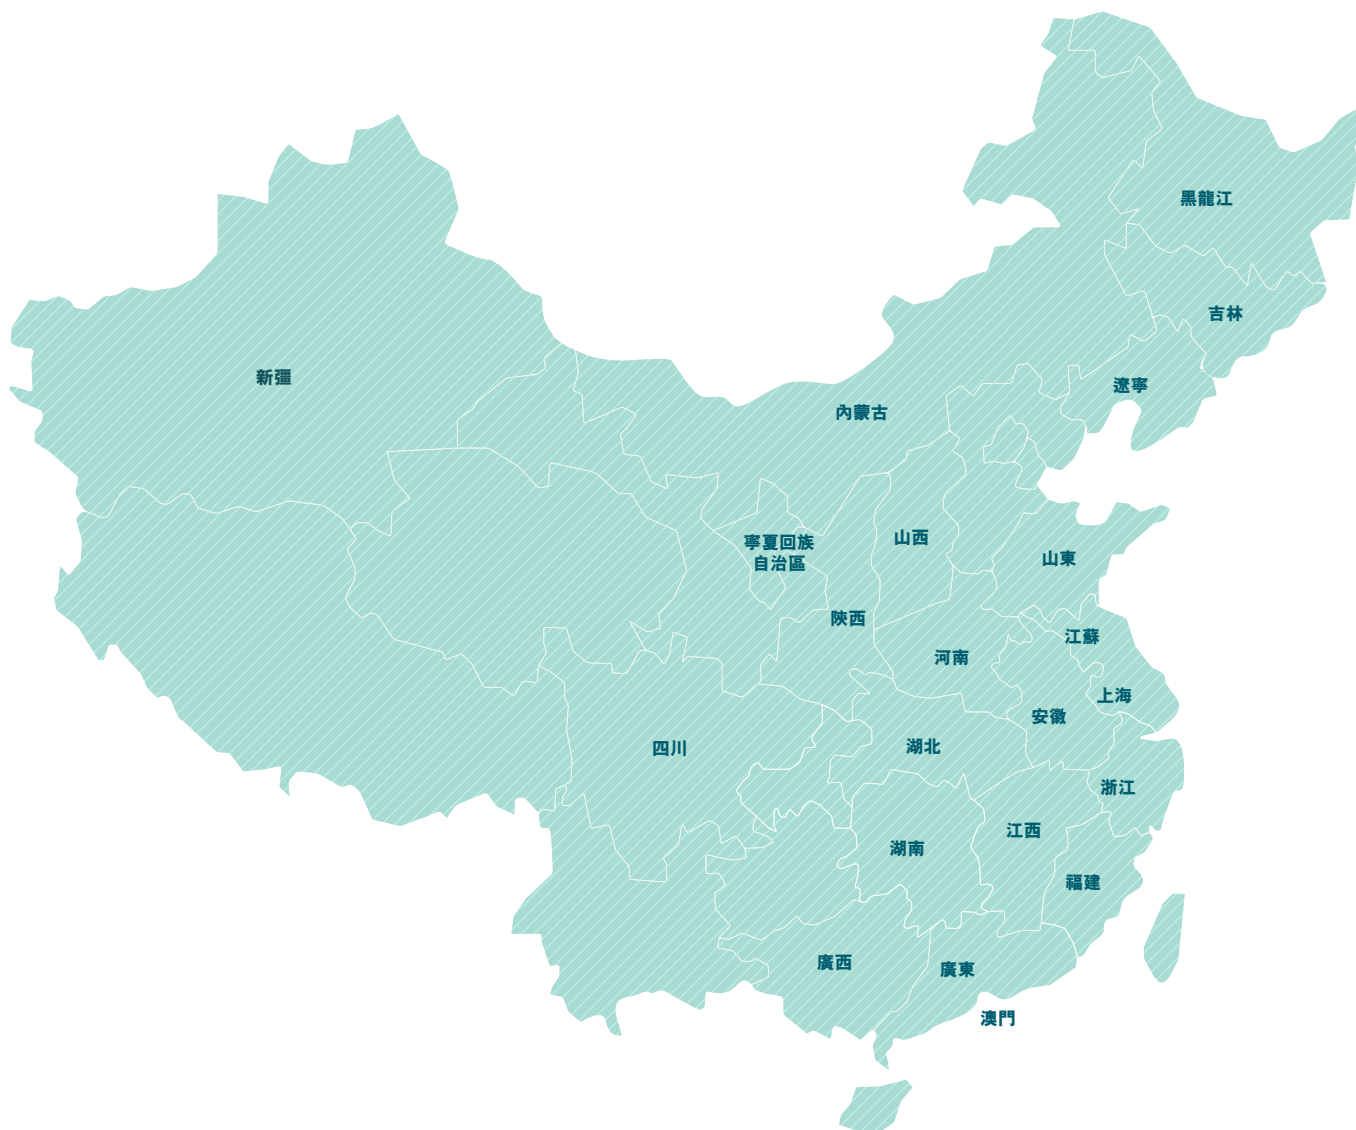 黑龍江
吉林
新疆
遼寧
內蒙古
山西
寧夏回族
自治區
山東
陝西
江蘇
河南
上海
安徽
湖北
四川
浙江
江西
湖南
福建
廣西
廣東
澳門